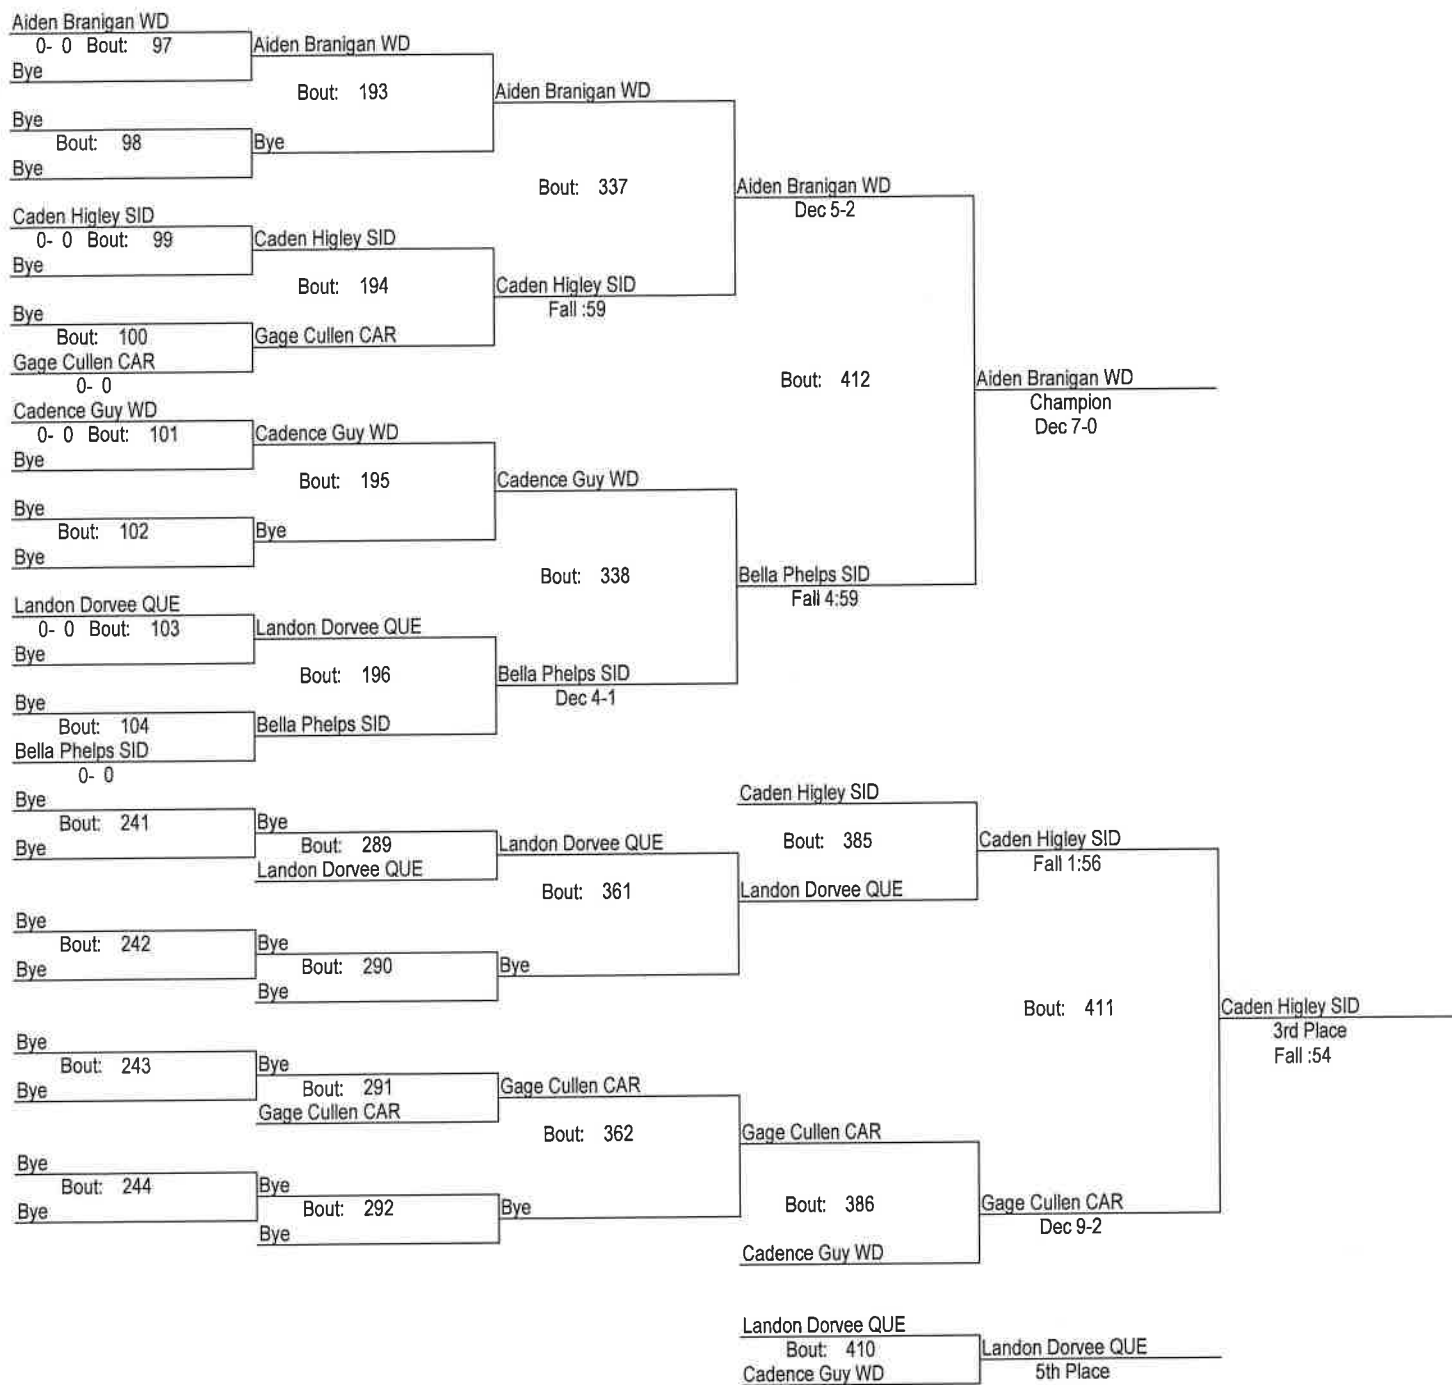 Aiden Branigan WD
0- 0 Bout: 97
Bye
Aiden Branigan WD
Bout: 193
Bye
Bout: 98
Bye
Bye
Aiden Branigan WD
Bout: 337
Caden Higley SID
0- 0 Bout: 99
Bye
Caden Higley SID
Bout: 194
Bye
Bout: 100
Gage Cullen CAR
0- 0
Gage Cullen CAR
Caden Higley SID
Fall :59
Aiden Branigan WD
Dec 5-2
Bout: 412
Cadence Guy WD
0- 0 Bout: 101
Bye
Cadence Guy WD
Bout: 195
Bye
Bout: 102
Bye
Bye
Cadence Guy WD
Bout: 338
Landon Dorvee QUE
0- 0 Bout: 103
Bye
Landon Dorvee QUE
Bout: 196
Bye
Bout: 104
Bella Phelps SID
0- 0
Bella Phelps SID
Bella Phelps SID
Dec 4-1
Bella Phelps SID
Fall 4:59
Aiden Branigan WD
Champion
Dec 7-0
Bye
Bout: 241
Bye
Bye
Bout: 289
Landon Dorvee QUE
Landon Dorvee QUE
Bout: 361
Bye
Bout: 242
Bye
Bye
Bout: 290
Bye
Bye
Caden Higley SID
Bout: 385
Landon Dorvee QUE
Caden Higley SID
Fall 1:56
Bout: 411
Bye
Bout: 243
Bye
Bye
Bout: 291
Gage Cullen CAR
Gage Cullen CAR
Bout: 362
Bye
Bout: 244
Bye
Bye
Bout: 292
Bye
Bye
Gage Cullen CAR
Bout: 386
Cadence Guy WD
Gage Cullen CAR
Dec 9-2
Caden Higley SID
3rd Place
Fall :54
Landon Dorvee QUE
Bout: 410
Cadence Guy WD
Landon Dorvee QUE
5th Place